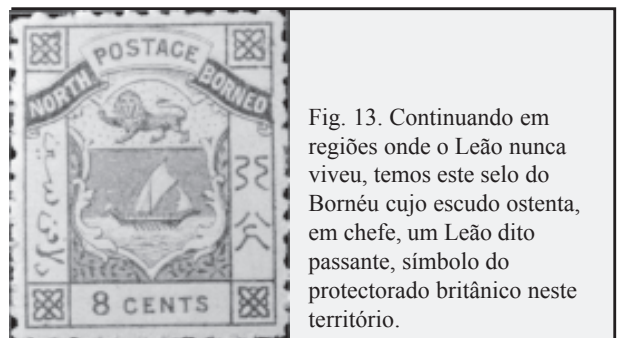 POSTAGE
NORTH BORNEO
8 CENTS
Fig. 13. Continuando em
regiões onde o Leão nunca
viveu, temos este selo do
Bornéu cujo escudo ostenta,
em chefe, um Leão dito
passante, símbolo do
protectorado britânico neste
território.